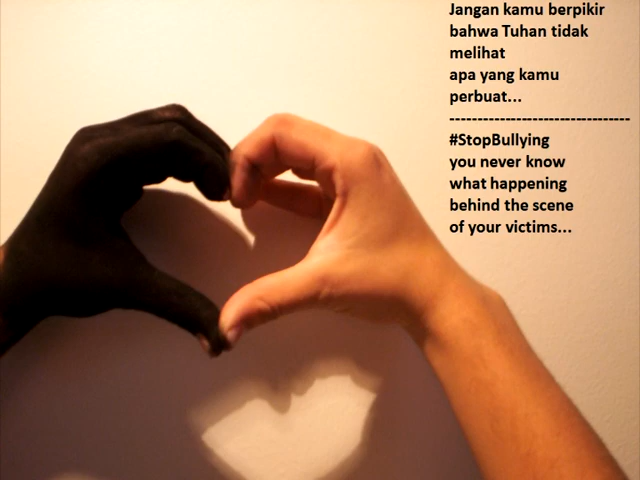 Jangan kamu berpikir
bahwa Tuhan tidak
melihat
apa yang kamu
perbuat...
---------------------------------
#StopBullying
you never know
what happening
behind the scene
of your victims...